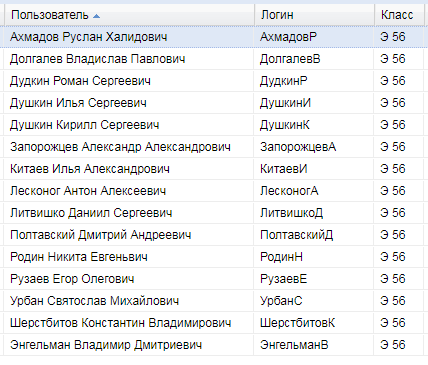 Пользователь Логин Класс
Ахмадов Руслан Халидович АхмадовР Э 56
Долгалев Владислав Павлович ДолгалевВ Э 56
Дудкин Роман Сергеевич ДудкинР Э 56
Душкин Илья Сергеевич ДушкинИ Э 56
Душкин Кирилл Сергеевич ДушкинК Э 56
Запорожцев Александр Александрович ЗапорожцевА Э 56
Китаев Илья Александрович КитаевИ Э 56
Лесконог Антон Алексеевич ЛесконогА Э 56
Литвишко Даниил Сергеевич ЛитвишкоД Э 56
Полтавский Дмитрий Андреевич ПолтавскийД Э 56
Родин Никита Евгеньвич РодинН Э 56
Рузаев Егор Олегович РузаевЕ Э 56
Урбан Святослав Михайлович УрбанС Э 56
Шерстбитов Константин Владимирович ШерстбитовК Э 56
Энгельман Владимир Дмитриевич ЭнгельманВ Э 56